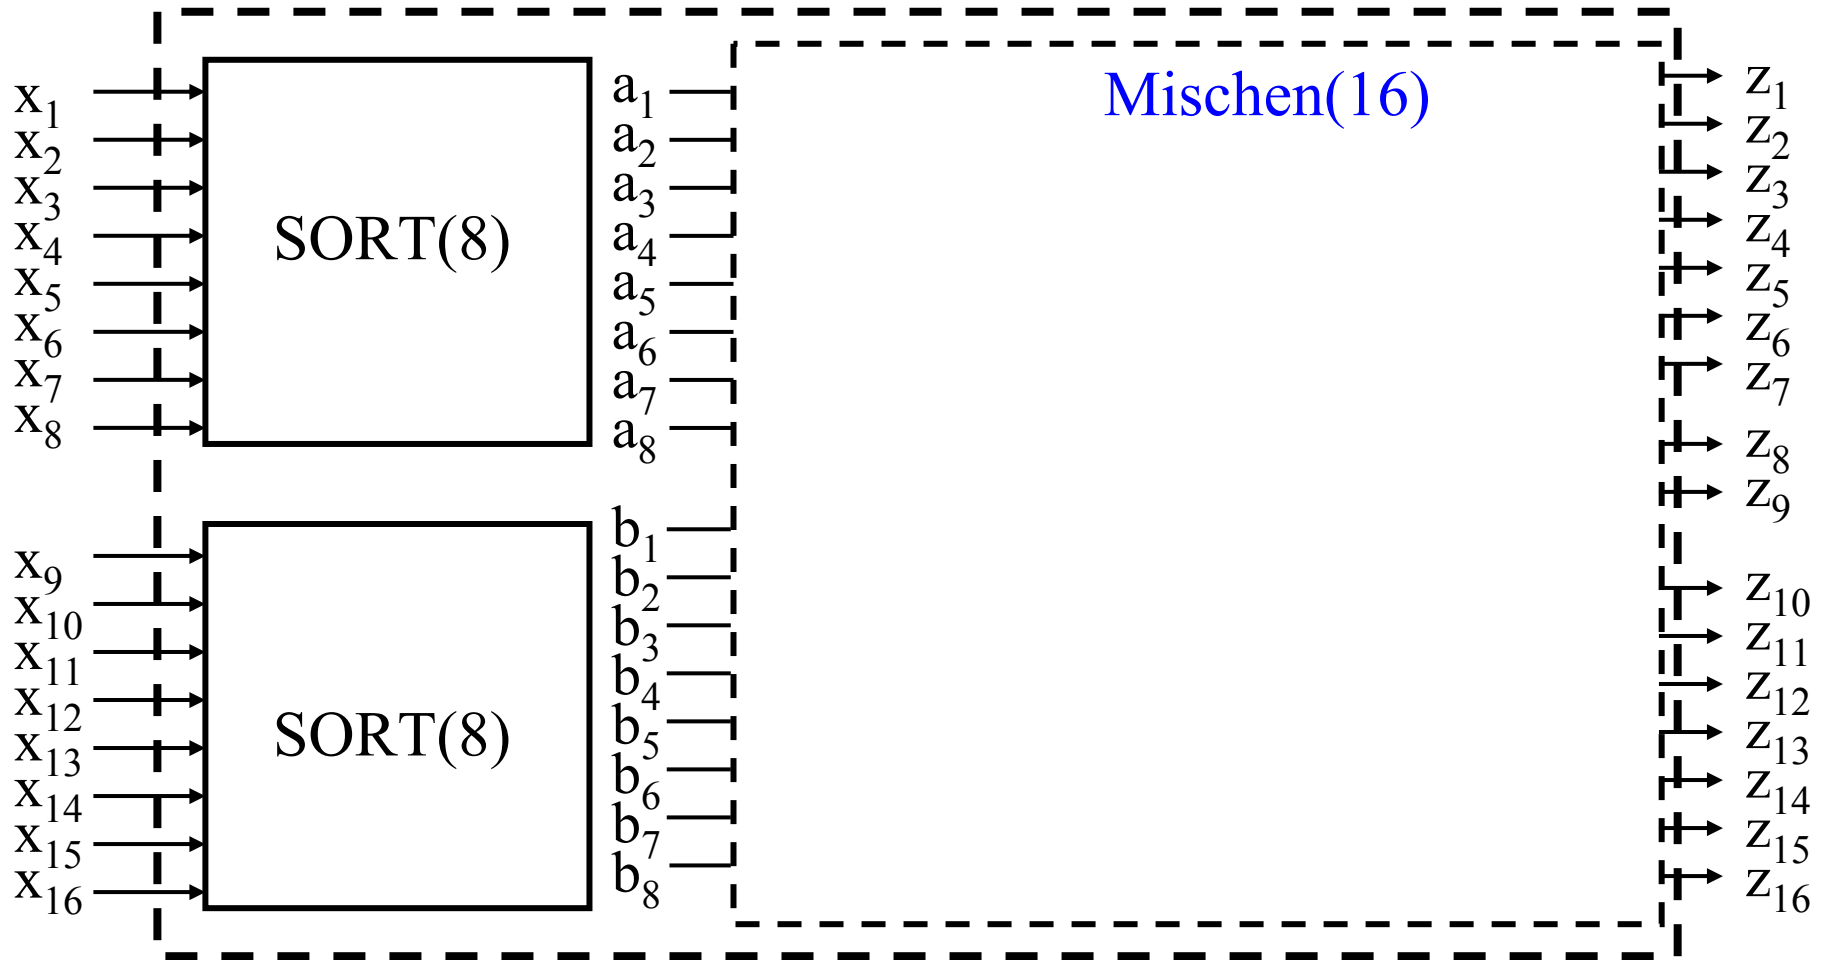 Mischen(16)
x₁
x₂
x₃
x₄
x₅
x₆
x₇
x₈
SORT(8)
a₁
a₂
a₃
a₄
a₅
a₆
a₇
a₈
x₉
x₁₀
x₁₁
x₁₂
x₁₃
x₁₄
x₁₅
x₁₆
SORT(8)
b₁
b₂
b₃
b₄
b₅
b₆
b₇
b₈
z₁
z₂
z₃
z₄
z₅
z₆
z₇
z₈
z₉
z₁₀
z₁₁
z₁₂
z₁₃
z₁₄
z₁₅
z₁₆